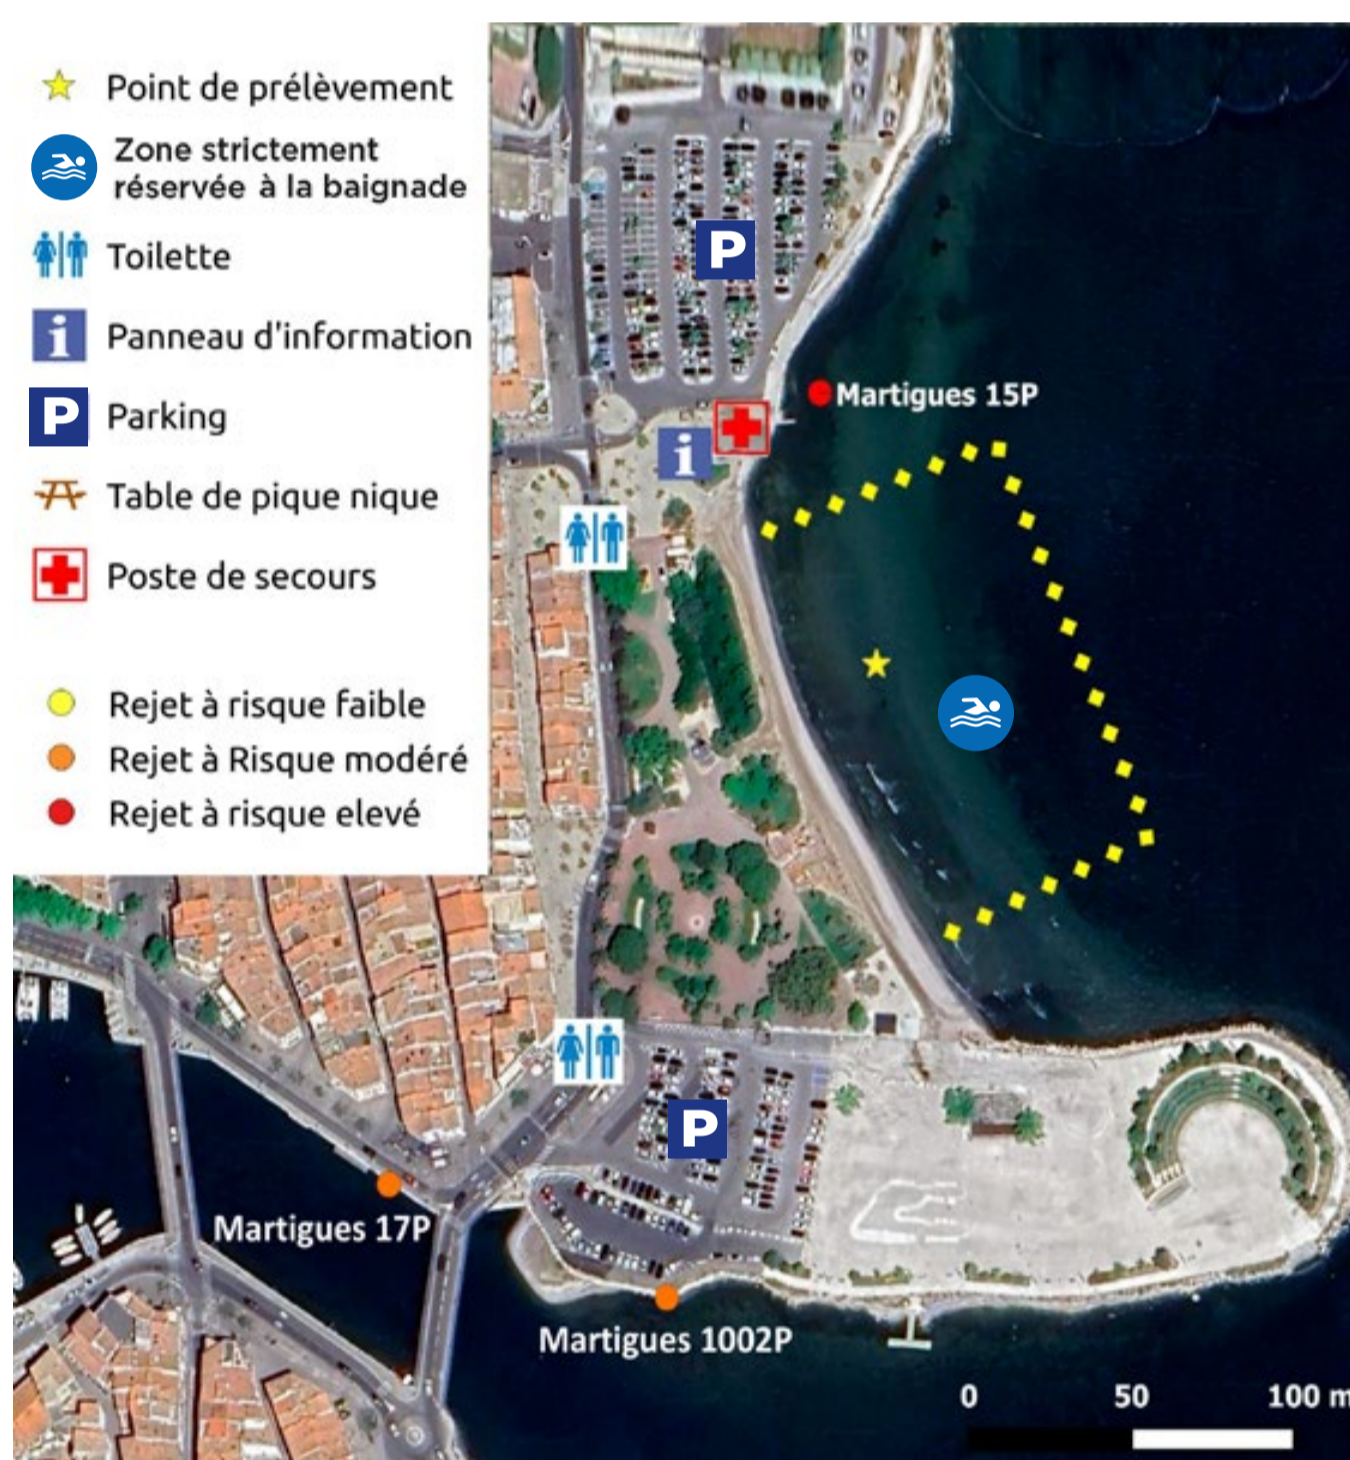 Point de prélèvement
Zone strictement
réservée à la baignade
Toilette
i Panneau d'information
P Parking
Table de pique nique
Poste de secours
Rejet à risque faible
Rejet à Risque modéré
Rejet à risque elevé
P
Martigues 15P
i
P
Martigues 17P
Martigues 1002P
0 50 100 m